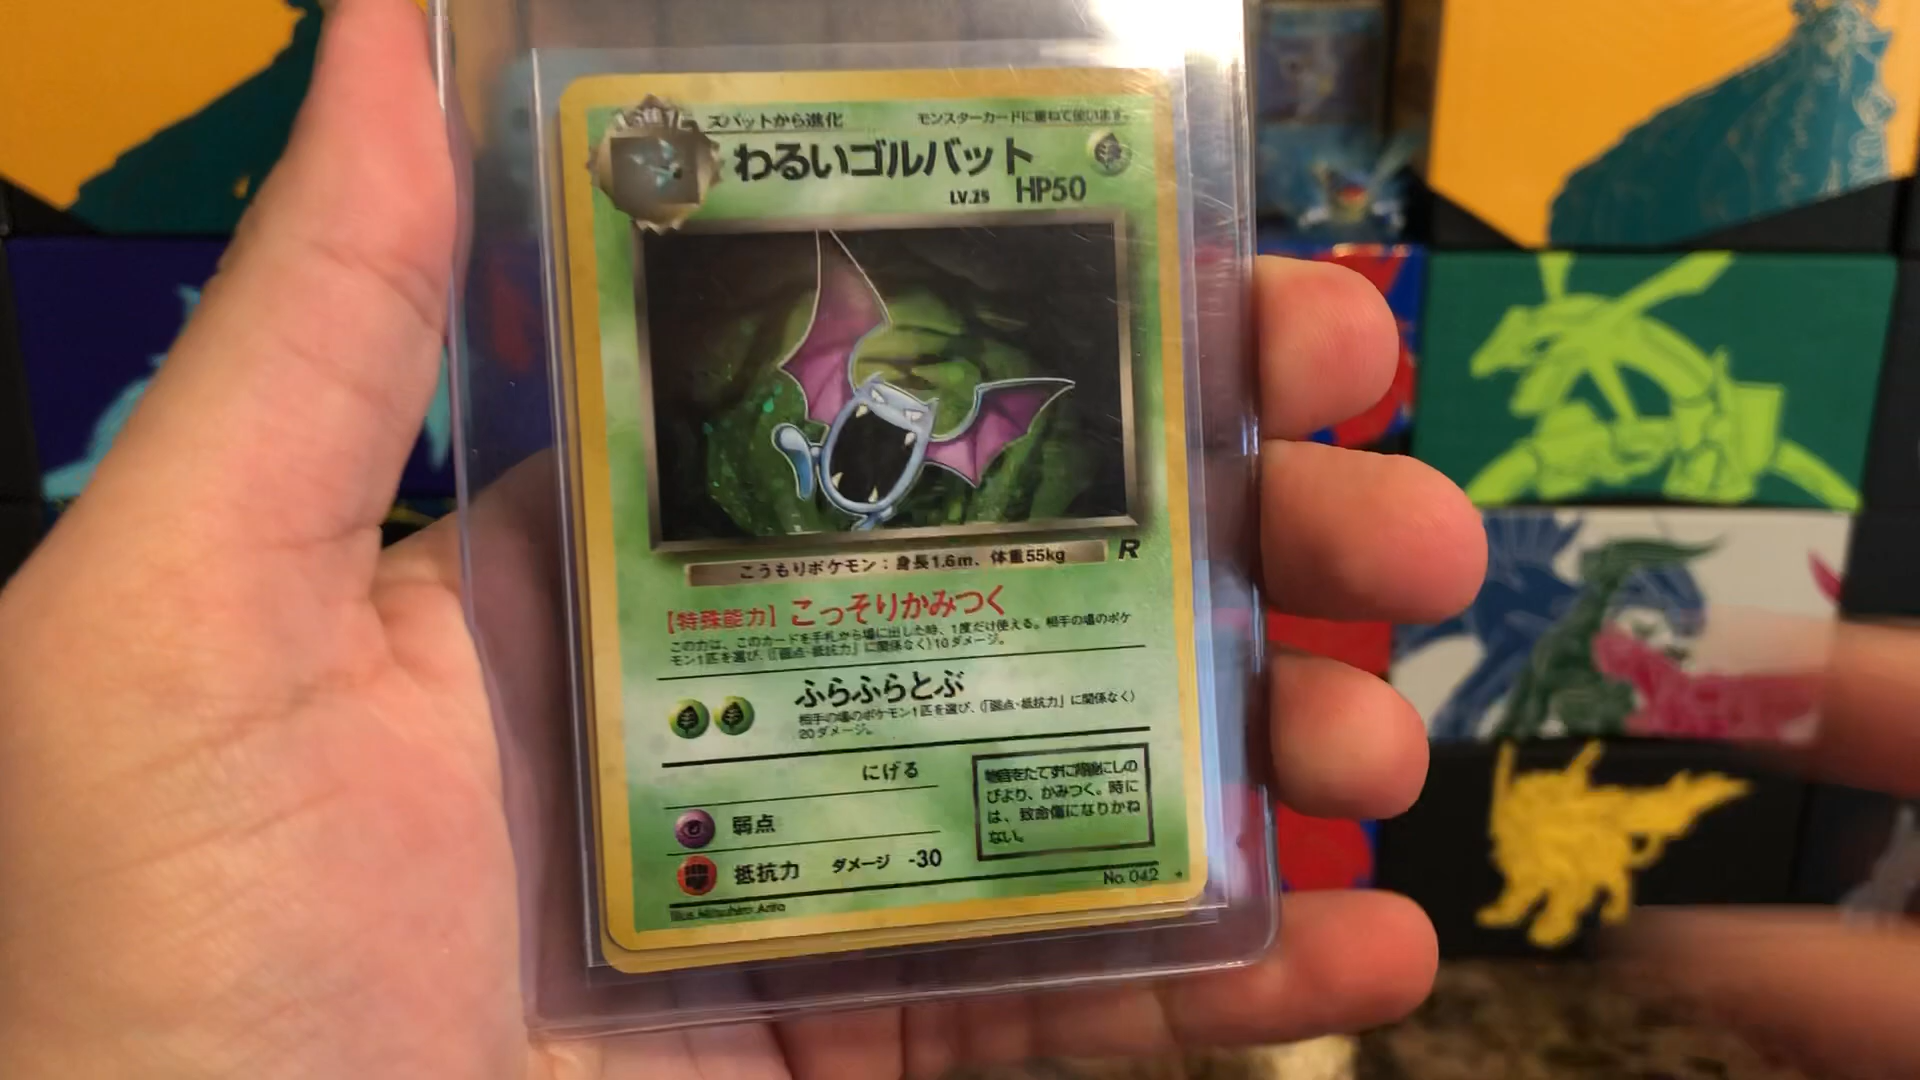 ズバットから進化
モンスターカードに重ねて使います。
わるいゴルバット
LV.25 HP50
こうもりポケモン：身長1.6m、体重55kg
R
【特殊能力】こっそりかみつく
この力は、このカードを手札から場に出した時、1度だけ使える。相手の場のポケ
モン1匹を選び、（「弱点・抵抗力」に関係なく）10ダメージ。
ふらふらとぶ
相手の場のポケモン1匹を選び、（「弱点・抵抗力」に関係なく）
20ダメージ。
にげる
弱点
抵抗力 ダメージ -30
物音をたてずに背後にしの
びより、かみつく。時に
は、致命傷になりかね
ない。
No. 042
Illus. Mitsuhiro Arita